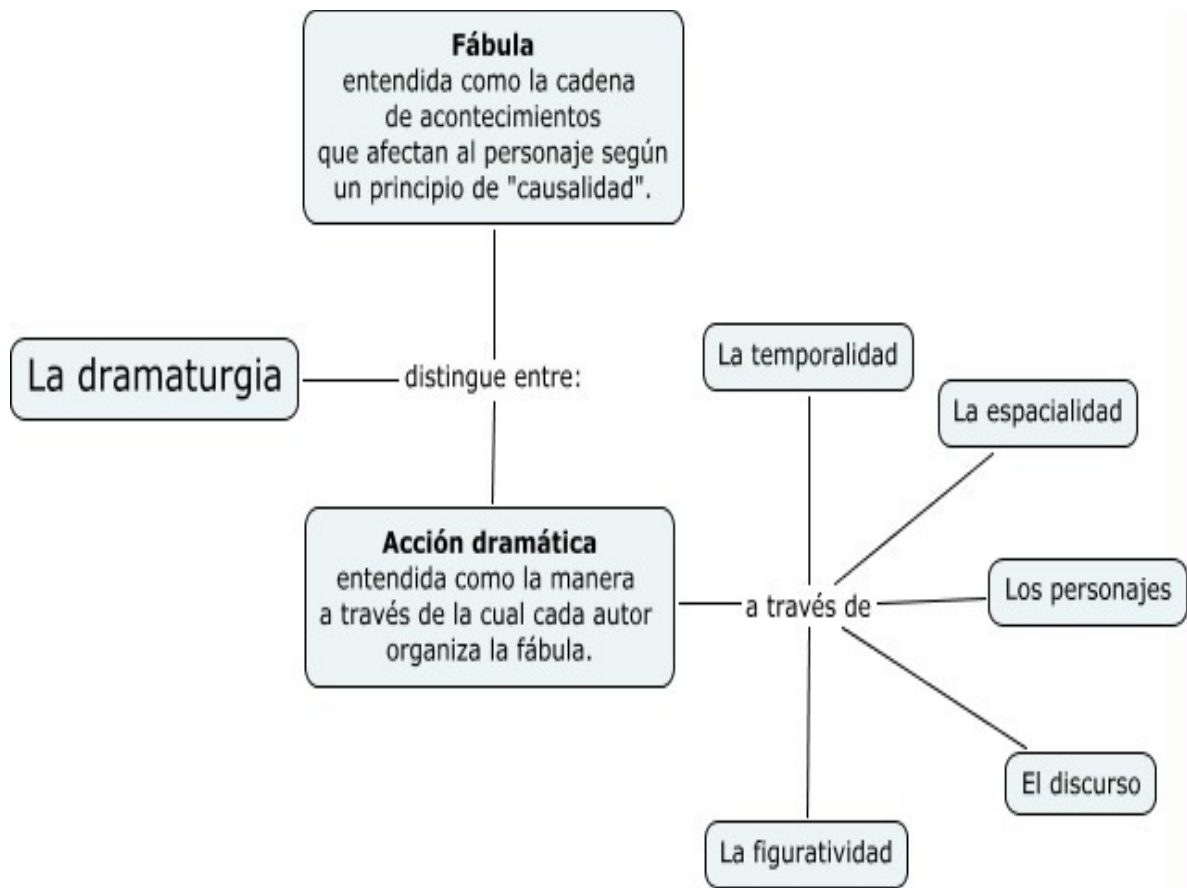 Fábula
entendida como la cadena
de acontecimientos
que afectan al personaje según
un principio de "causalidad".
La dramaturgia
distingue entre:
Acción dramática
entendida como la manera
a través de la cual cada autor
organiza la fábula.
a través de
La temporalidad
La espacialidad
Los personajes
El discurso
La figuratividad